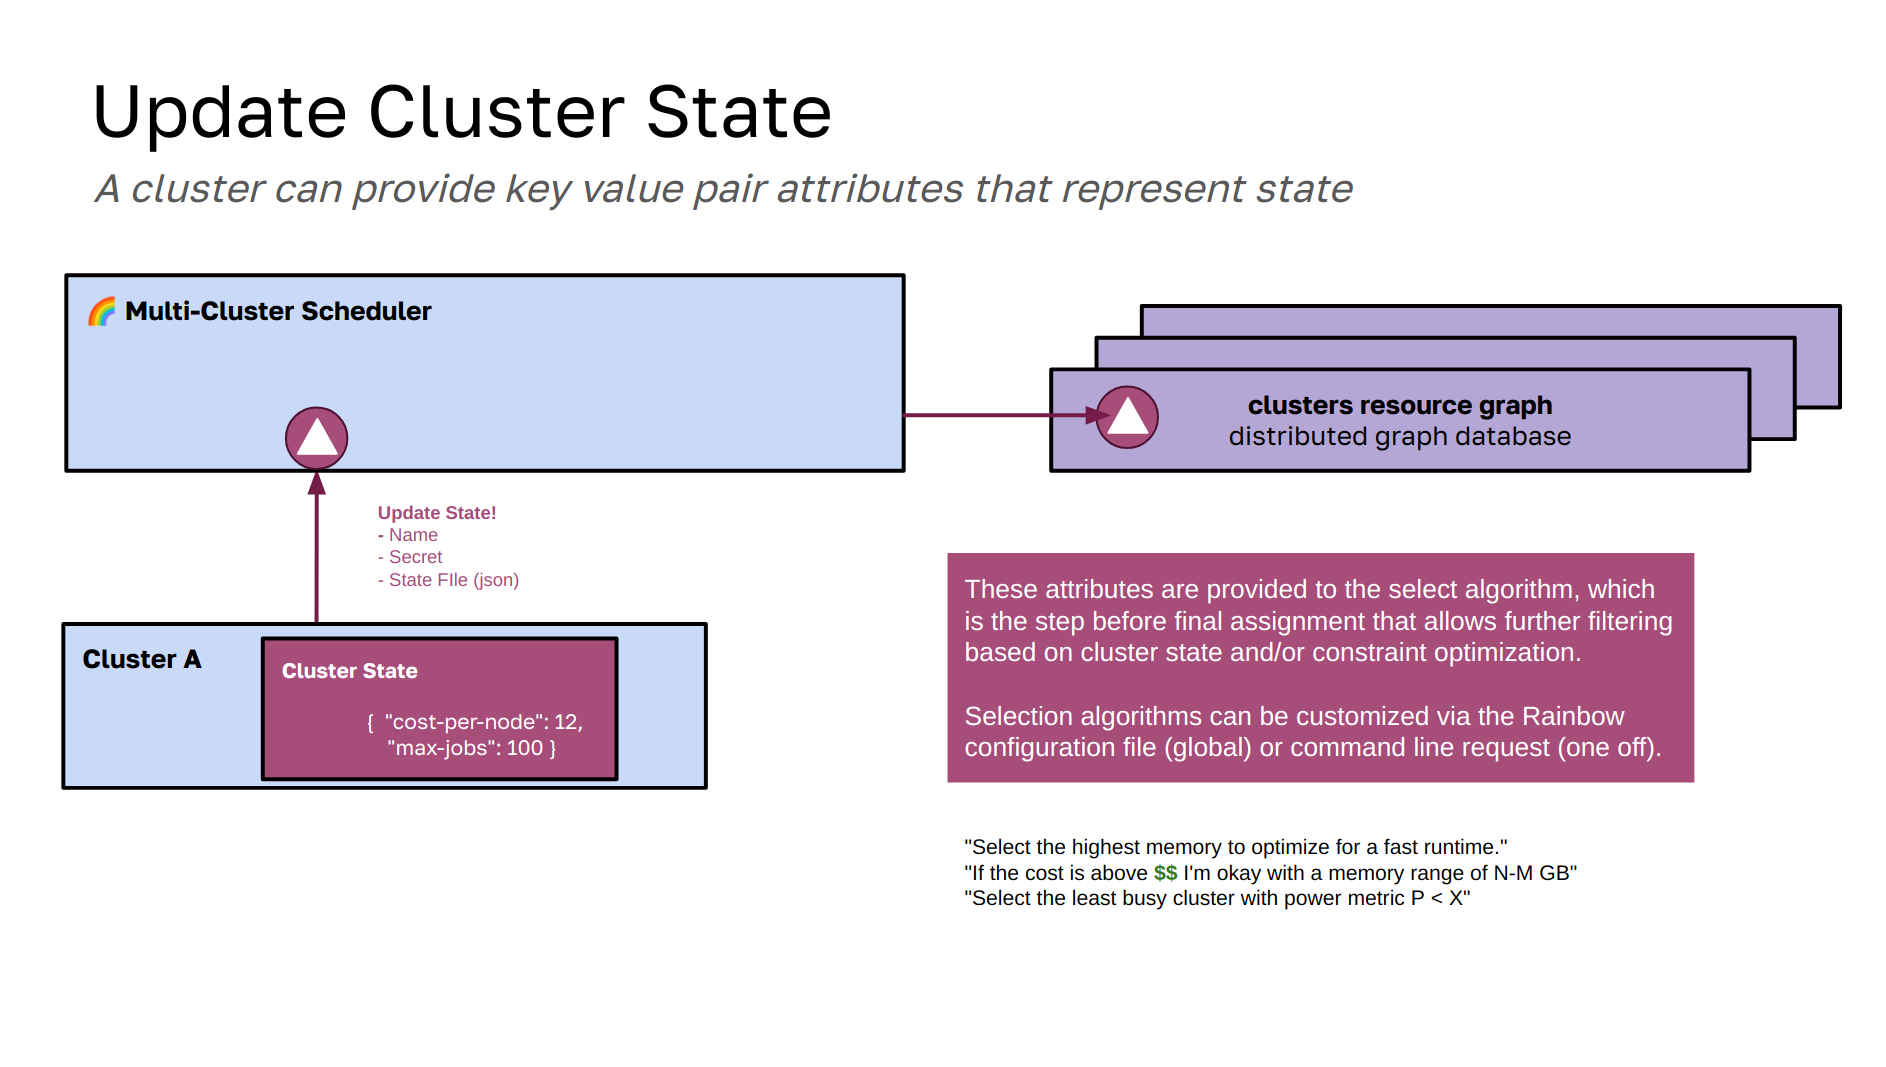 Update Cluster State
A cluster can provide key value pair attributes that represent state
🌈 Multi-Cluster Scheduler
clusters resource graph
distributed graph database
Update State!
- Name
- Secret
- State FIle (json)
Cluster A
Cluster State
{ "cost-per-node": 12,
"max-jobs": 100 }
These attributes are provided to the select algorithm, which
is the step before final assignment that allows further filtering
based on cluster state and/or constraint optimization.
Selection algorithms can be customized via the Rainbow
configuration file (global) or command line request (one off).
"Select the highest memory to optimize for a fast runtime."
"If the cost is above $$ I'm okay with a memory range of N-M GB"
"Select the least busy cluster with power metric P < X"